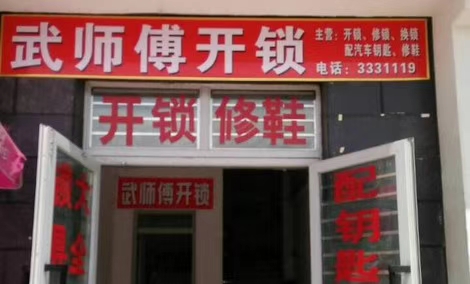 武师傅开锁
主营：开锁、修锁、换锁
配汽车钥匙、修鞋
电话：3331119
开锁 修鞋
武师傅开锁
配钥匙